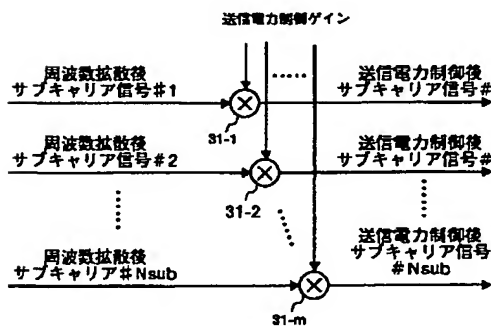 送信電力制御ゲイン
周波数拡散後
サブキャリア信号#1
31-1
送信電力制御後
サブキャリア信号#
周波数拡散後
サブキャリア信号#2
31-2
送信電力制御後
サブキャリア信号#
周波数拡散後
サブキャリア#Nsub
31-m
送信電力制御後
サブキャリア信号
#Nsub